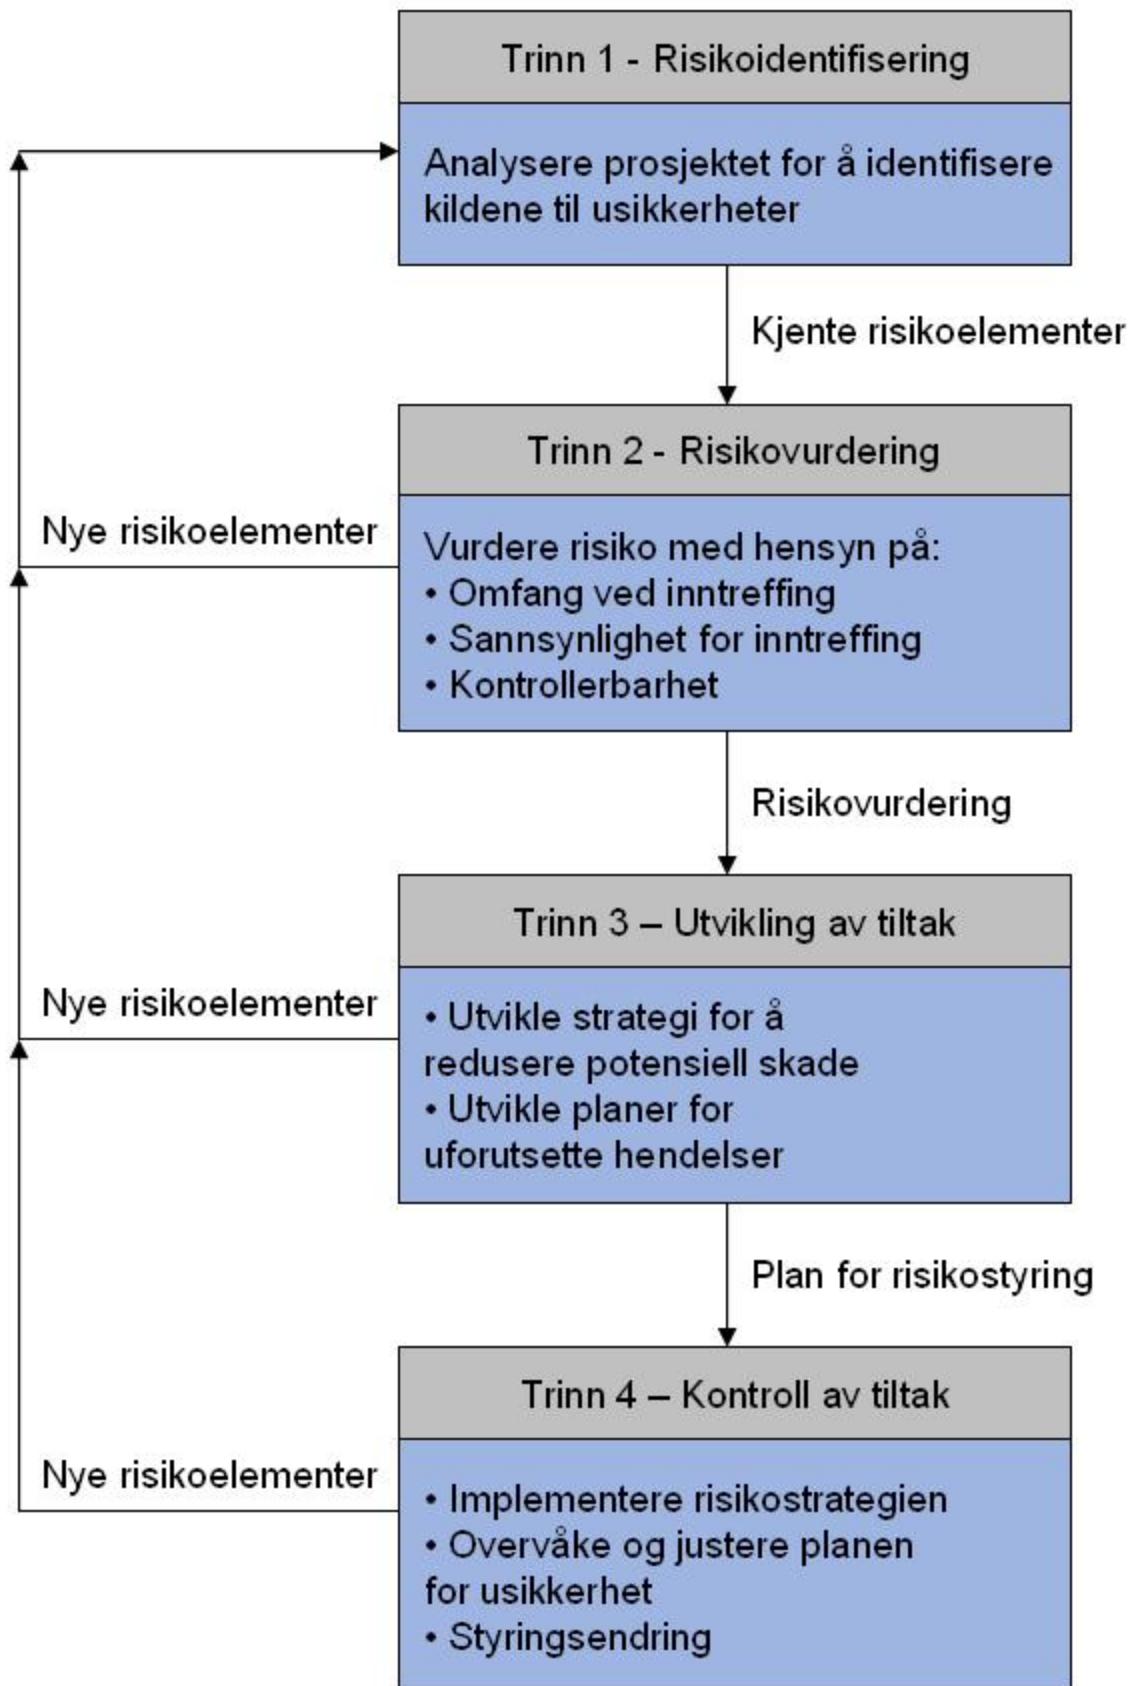 Trinn 1 - Risikoidentifisering
Analysere prosjektet for å identifisere
kildene til usikkerheter
Kjente risikoelementer
Trinn 2 - Risikovurdering
Nye risikoelementer
Vurdere risiko med hensyn på:
• Omfang ved inntreffing
• Sannsynlighet for inntreffing
• Kontrollerbarhet
Risikovurdering
Trinn 3 – Utvikling av tiltak
Nye risikoelementer
• Utvikle strategi for å
redusere potensiell skade
• Utvikle planer for
uforutsette hendelser
Plan for risikostyring
Trinn 4 – Kontroll av tiltak
Nye risikoelementer
• Implementere risikostrategien
• Overvåke og justere planen
for usikkerhet
• Styringsendring